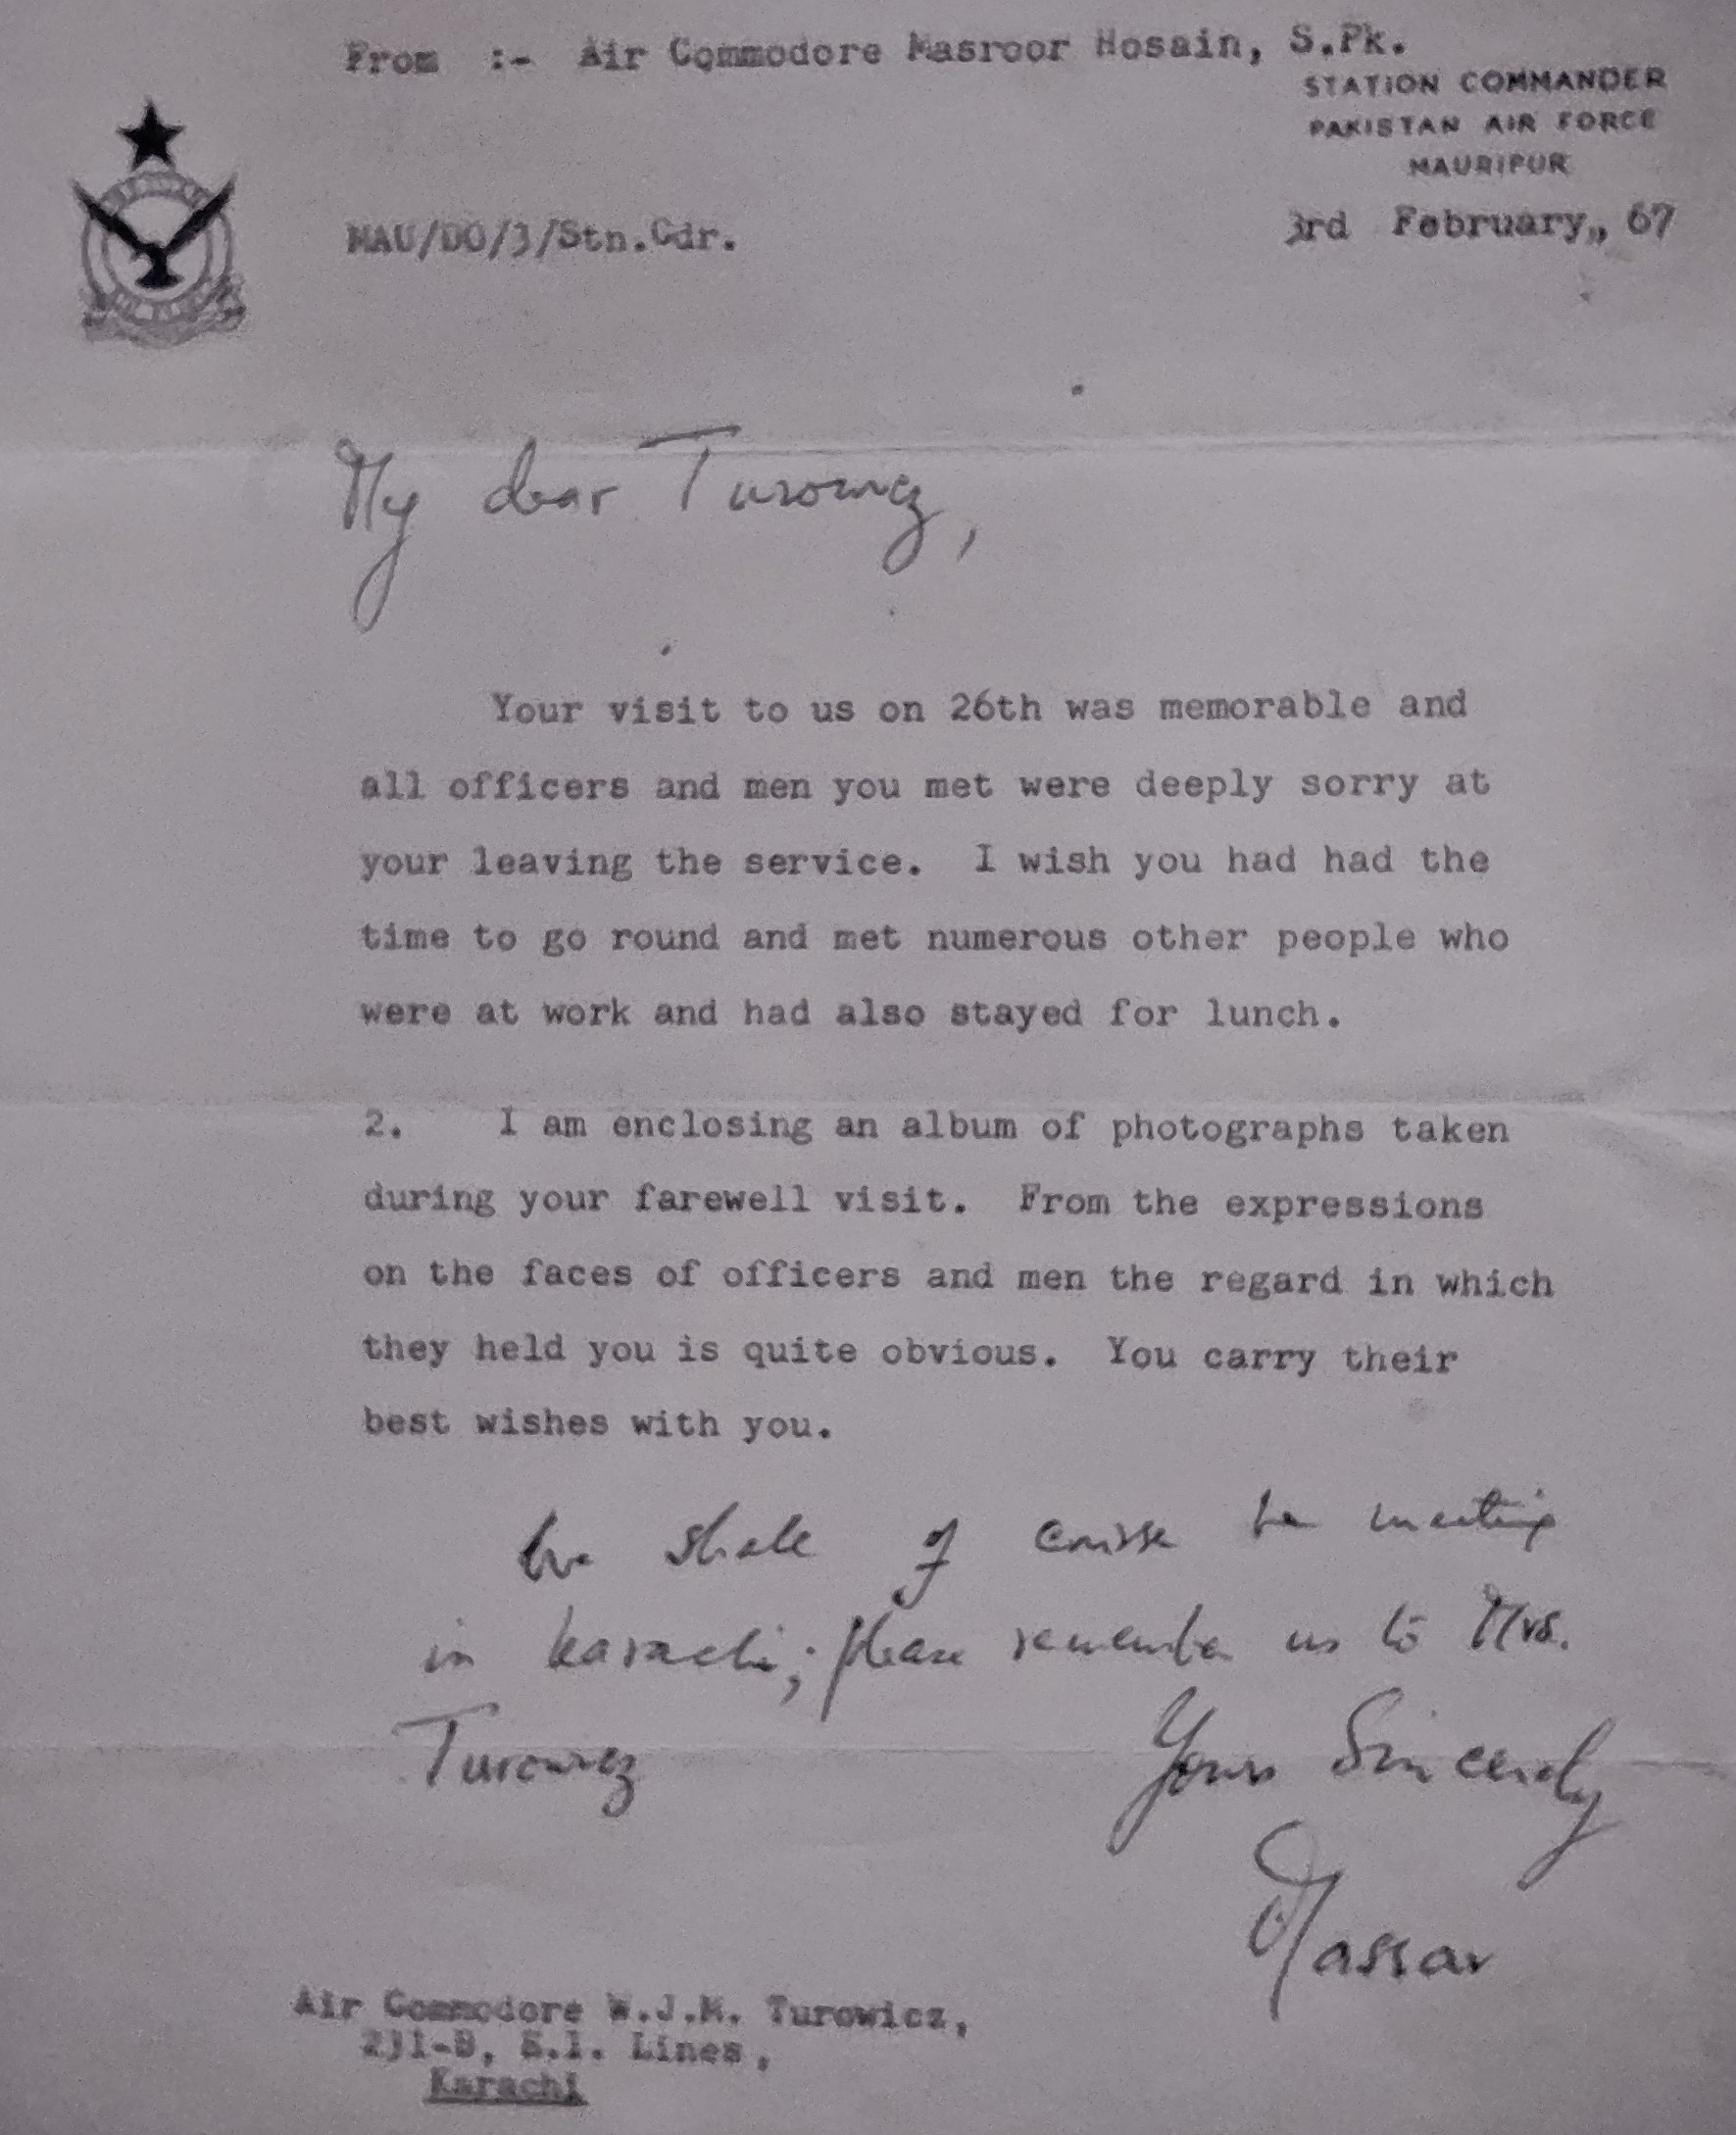 From :- Air Commodore Masroor Hosain, S.Pk.
STATION COMMANDER
PAKISTAN AIR FORCE
MAURIPUR
MAU/DO/3/Stn.Cdr.
3rd February,, 67
My dear Turowicz,
Your visit to us on 26th was memorable and
all officers and men you met were deeply sorry at
your leaving the service. I wish you had had the
time to go round and met numerous other people who
were at work and had also stayed for lunch.
2. I am enclosing an album of photographs taken
during your farewell visit. From the expressions
on the faces of officers and men the regard in which
they held you is quite obvious. You carry their
best wishes with you.
We shall of course be meeting
in Karachi; please remember us to Mrs.
Turowicz
Yours Sincerely
Air Commodore W.J.M. Turowicz,
Lines,
Karachi